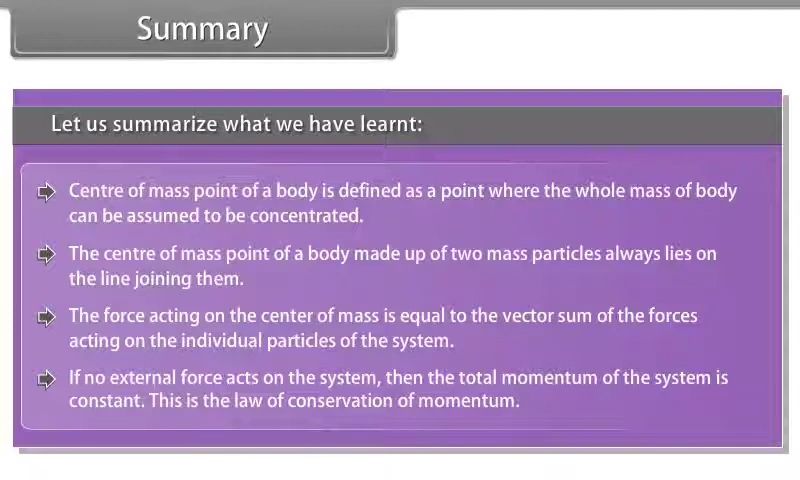 Summary
Let us summarize what we have learnt:
Centre of mass point of a body is defined as a point where the whole mass of body
can be assumed to be concentrated.
The centre of mass point of a body made up of two mass particles always lies on
the line joining them.
The force acting on the center of mass is equal to the vector sum of the forces
acting on the individual particles of the system.
If no external force acts on the system, then the total momentum of the system is
constant. This is the law of conservation of momentum.